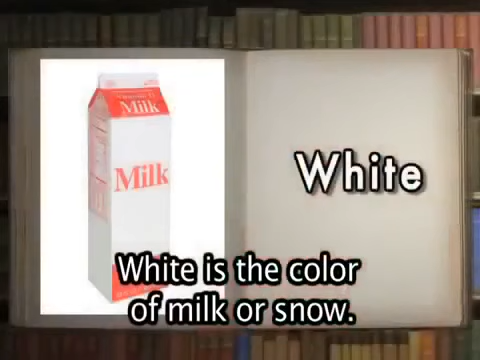 Milk
Milk
White
White is the color
of milk or snow.